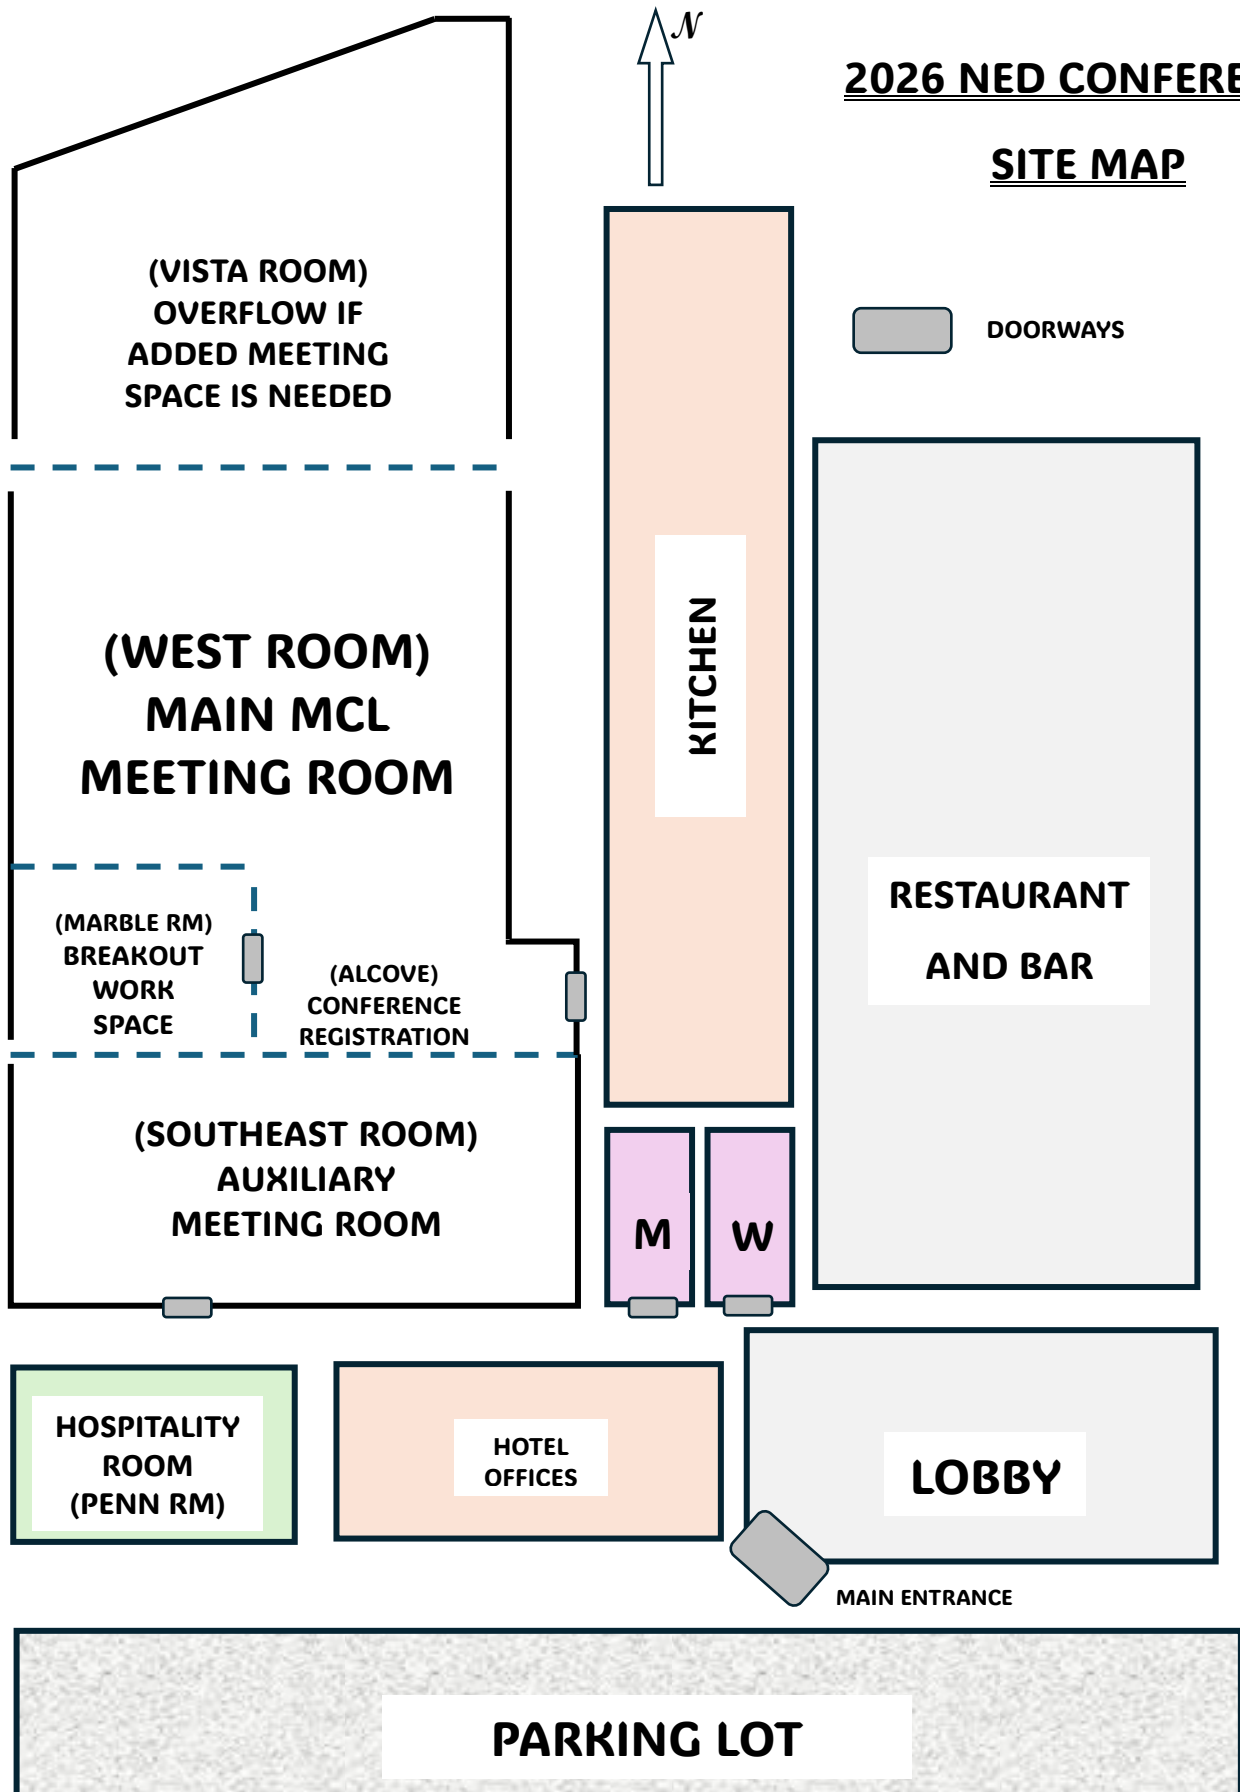 N
2026 NED CONFERE
SITE MAP
(VISTA ROOM)
OVERFLOW IF
ADDED MEETING
SPACE IS NEEDED
DOORWAYS
(WEST ROOM)
MAIN MCL
MEETING ROOM
KITCHEN
RESTAURANT
AND BAR
(MARBLE RM)
BREAKOUT
WORK
SPACE
(ALCOVE)
CONFERENCE
REGISTRATION
(SOUTHEAST ROOM)
AUXILIARY
MEETING ROOM
M
W
HOSPITALITY
ROOM
(PENN RM)
HOTEL
OFFICES
LOBBY
MAIN ENTRANCE
PARKING LOT